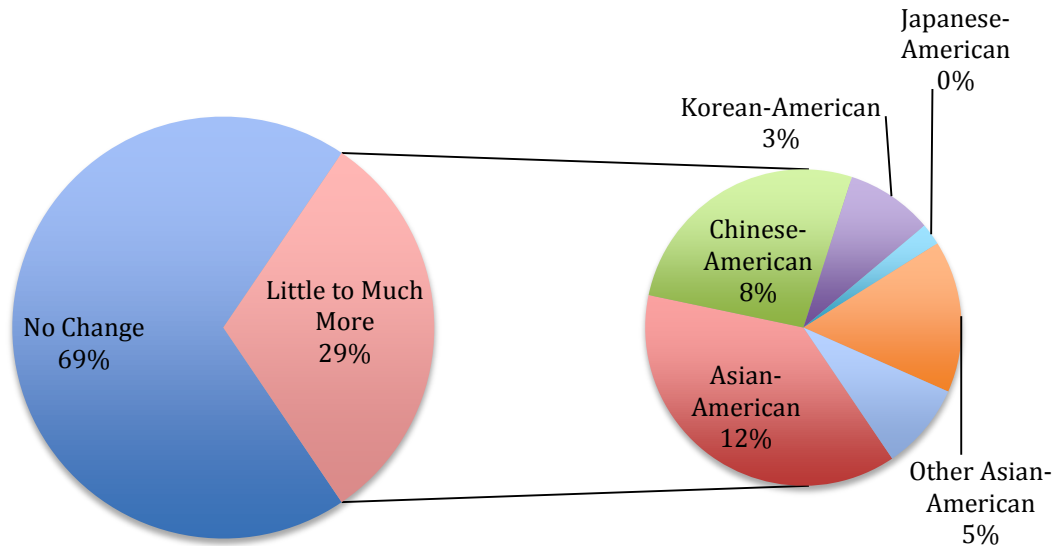 No Change
69%
Little to Much
More
29%
Japanese-
American
0%
Korean-American
3%
Chinese-
American
8%
Asian-
American
12%
Other Asian-
American
5%